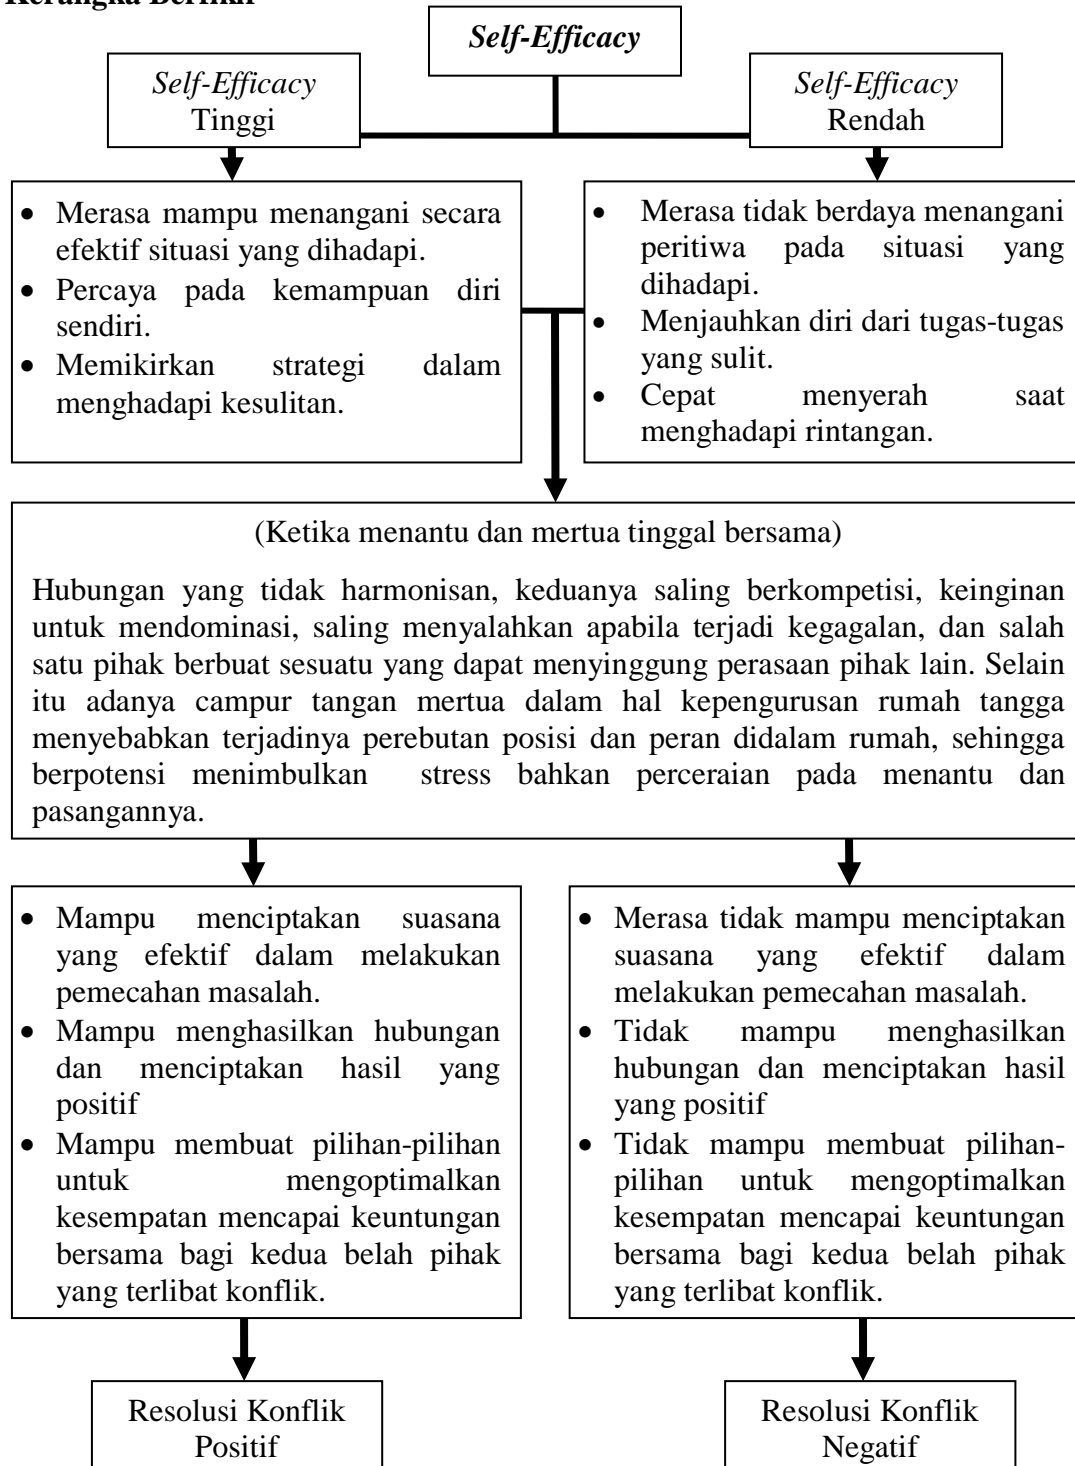 Kerangka Berfikir
Self-Efficacy
Self-Efficacy
Tinggi
Self-Efficacy
Rendah
• Merasa mampu menangani secara
efektif situasi yang dihadapi.
• Percaya pada kemampuan diri
sendiri.
• Memikirkan strategi dalam
menghadapi kesulitan.
• Merasa tidak berdaya menangani
peritiwa pada situasi yang
dihadapi.
• Menjauhkan diri dari tugas-tugas
yang sulit.
• Cepat menyerah saat
menghadapi rintangan.
(Ketika menantu dan mertua tinggal bersama)
Hubungan yang tidak harmonisan, keduanya saling berkompetisi, keinginan
untuk mendominasi, saling menyalahkan apabila terjadi kegagalan, dan salah
satu pihak berbuat sesuatu yang dapat menyinggung perasaan pihak lain. Selain
itu adanya campur tangan mertua dalam hal kepengurusan rumah tangga
menyebabkan terjadinya perebutan posisi dan peran didalam rumah, sehingga
berpotensi menimbulkan stress bahkan perceraian pada menantu dan
pasangannya.
• Mampu menciptakan suasana
yang efektif dalam melakukan
pemecahan masalah.
• Mampu menghasilkan hubungan
dan menciptakan hasil yang
positif
• Mampu membuat pilihan-pilihan
untuk mengoptimalkan
kesempatan mencapai keuntungan
bersama bagi kedua belah pihak
yang terlibat konflik.
• Merasa tidak mampu menciptakan
suasana yang efektif dalam
melakukan pemecahan masalah.
• Tidak mampu menghasilkan
hubungan dan menciptakan hasil
yang positif
• Tidak mampu membuat pilihan-
pilihan untuk mengoptimalkan
kesempatan mencapai keuntungan
bersama bagi kedua belah pihak
yang terlibat konflik.
Resolusi Konflik
Positif
Resolusi Konflik
Negatif